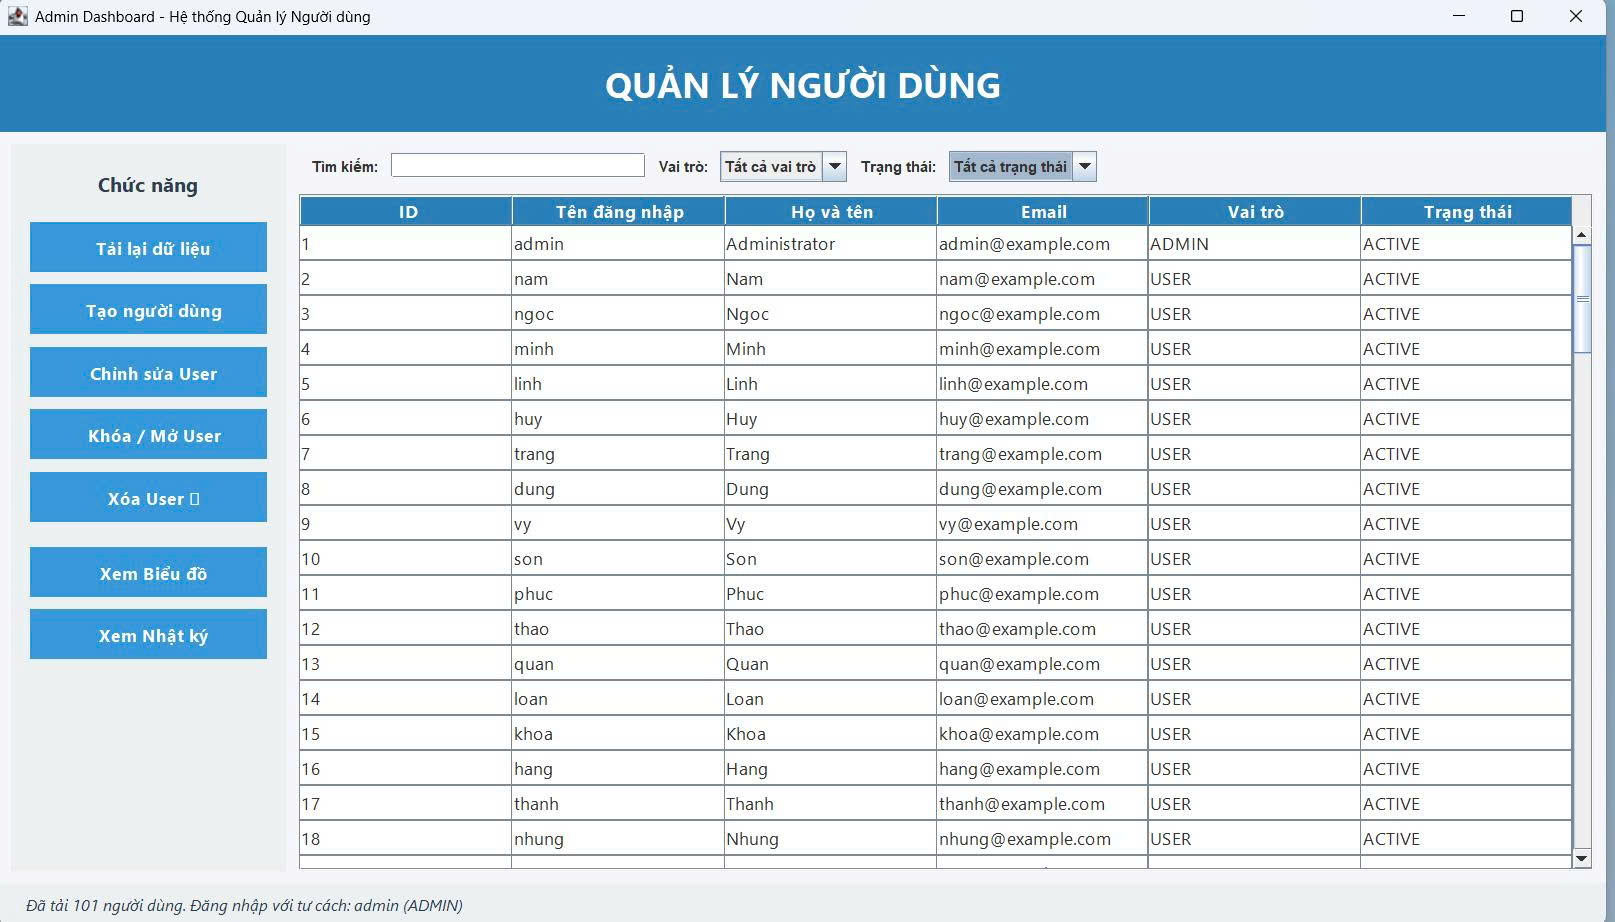 Admin Dashboard - Hệ thống Quản lý Người dùng
QUẢN LÝ NGƯỜI DÙNG
Chức năng
Tải lại dữ liệu
Tạo người dùng
Chỉnh sửa User
Khóa / Mở User
Xóa User
Xem Biểu đồ
Xem Nhật ký
Tìm kiếm: Vai trò: Tất cả vai trò Trạng thái: Tất cả trạng thái
ID Tên đăng nhập Họ và tên Email Vai trò Trạng thái
1 admin Administrator admin@example.com ADMIN ACTIVE
2 nam Nam nam@example.com USER ACTIVE
3 ngoc Ngoc ngoc@example.com USER ACTIVE
4 minh Minh minh@example.com USER ACTIVE
5 linh Linh linh@example.com USER ACTIVE
6 huy Huy huy@example.com USER ACTIVE
7 trang Trang trang@example.com USER ACTIVE
8 dung Dung dung@example.com USER ACTIVE
9 vy Vy vy@example.com USER ACTIVE
10 son Son son@example.com USER ACTIVE
11 phuc Phuc phuc@example.com USER ACTIVE
12 thao Thao thao@example.com USER ACTIVE
13 quan Quan quan@example.com USER ACTIVE
14 loan Loan loan@example.com USER ACTIVE
15 khoa Khoa khoa@example.com USER ACTIVE
16 hang Hang hang@example.com USER ACTIVE
17 thanh Thanh thanh@example.com USER ACTIVE
18 nhung Nhung nhung@example.com USER ACTIVE
Đã tải 101 người dùng. Đăng nhập với tư cách: admin (ADMIN)